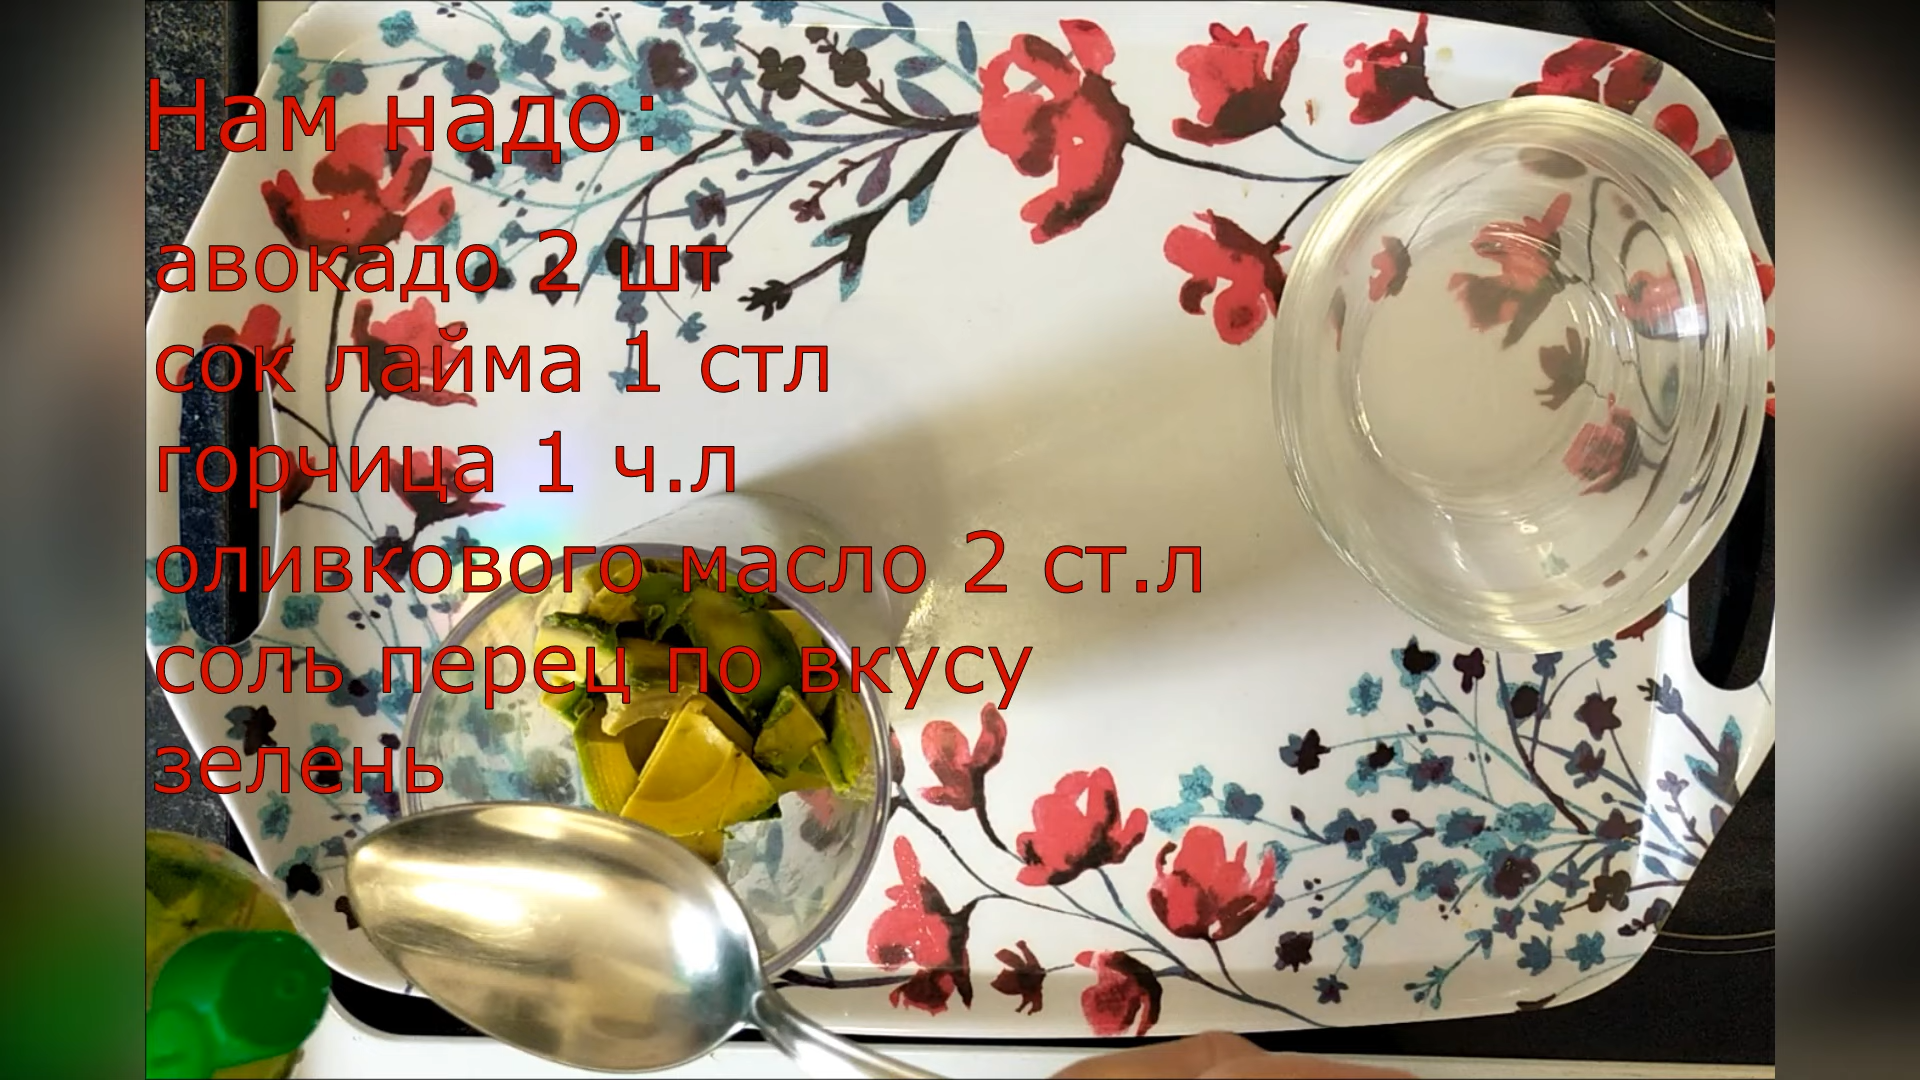 Нам надо:
авокадо 2 шт
сок лайма 1 стл
горчица 1 ч.л
оливкового масло 2 ст.л
соль перец по вкусу
зелень